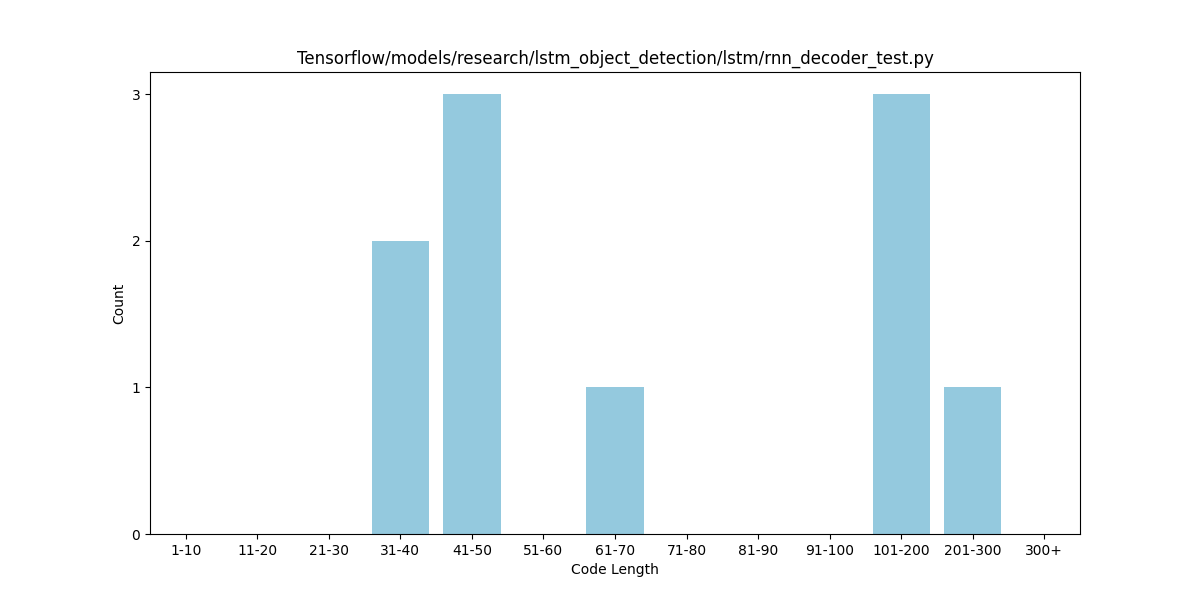 Tensorflow/models/research/lstm_object_detection/lstm/rnn_decoder_test.py
3
2
1
0
Count
1-10 11-20 21-30 31-40 41-50 51-60 61-70 71-80 81-90 91-100 101-200 201-300 300+
Code Length